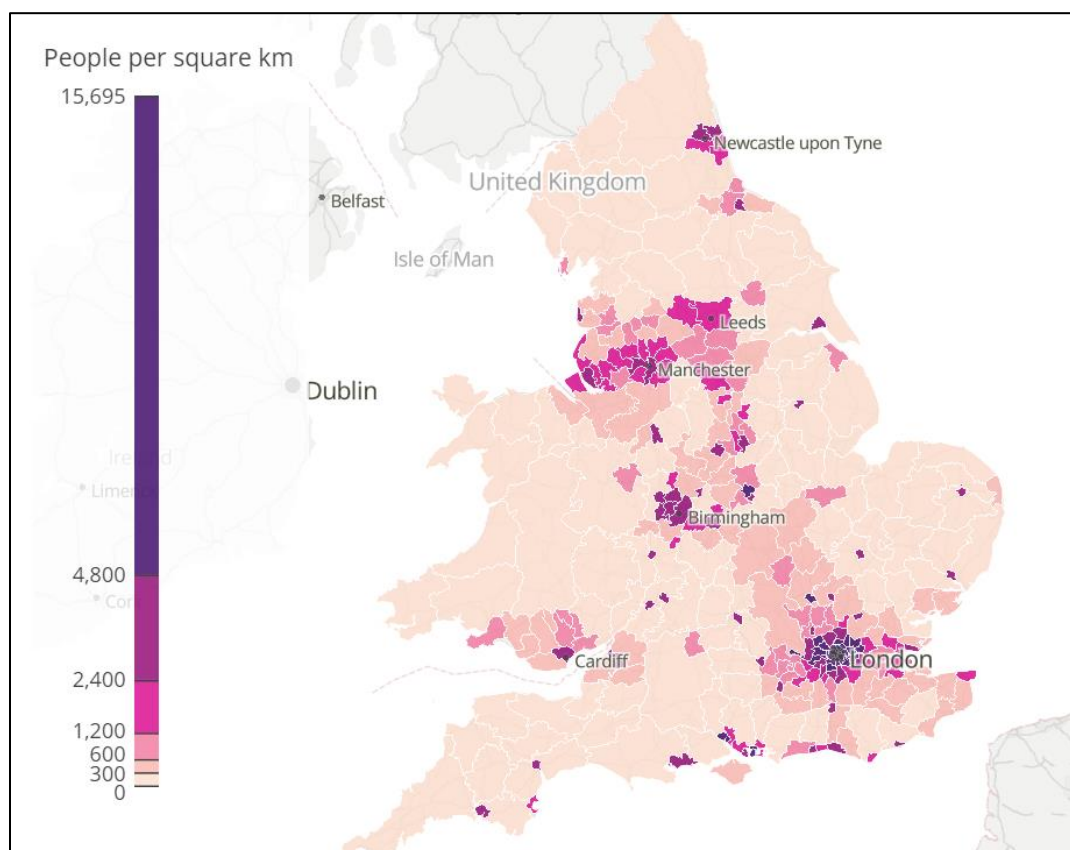 People per square km
15,695
4,800
2,400
1,200
600
300
0
Newcastle upon Tyne
United Kingdom
Belfast
Isle of Man
Leeds
Manchester
Dublin
Limerick
Birmingham
Cardiff
London